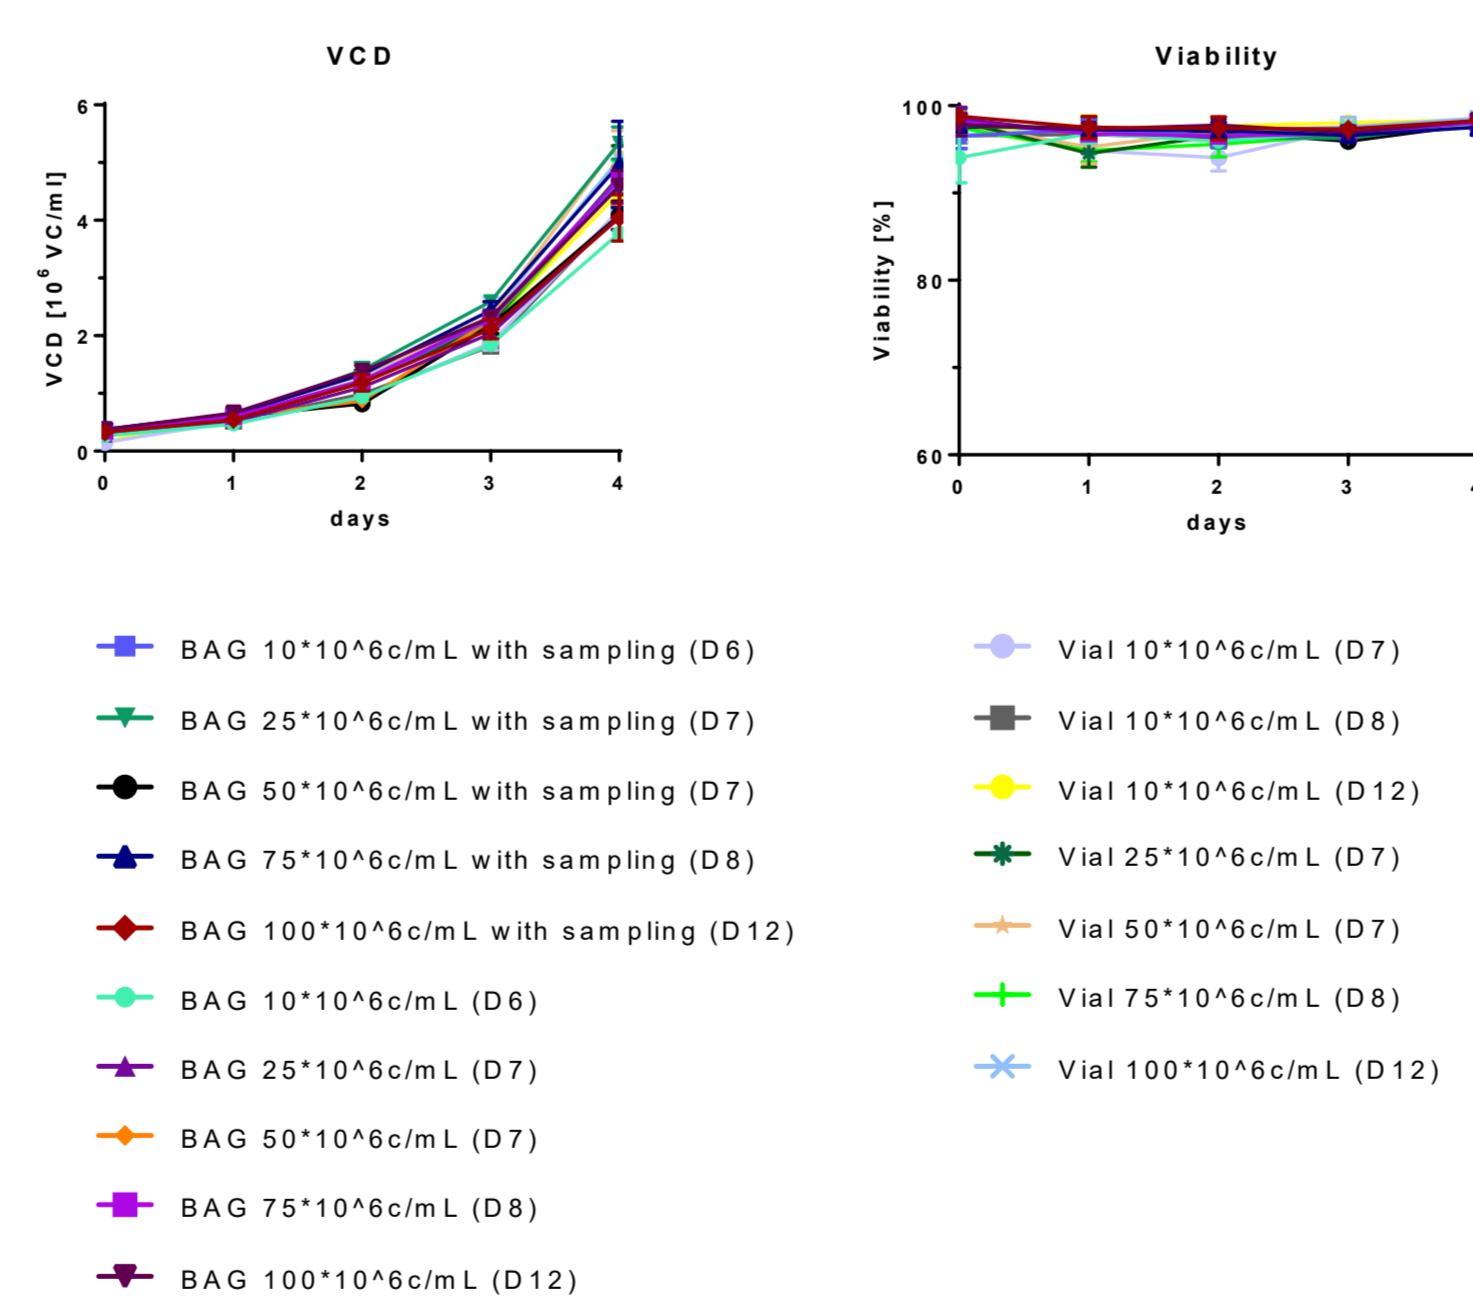 VCD
VCD [10^6 VC/ml]
6
4
2
0
0 1 2 3 4
days
Viability
Viability [%]
100
80
60
0 1 2 3
days
BAG 10*10^6c/mL with sampling (D6)
BAG 25*10^6c/mL with sampling (D7)
BAG 50*10^6c/mL with sampling (D7)
BAG 75*10^6c/mL with sampling (D8)
BAG 100*10^6c/mL with sampling (D12)
BAG 10*10^6c/mL (D6)
BAG 25*10^6c/mL (D7)
BAG 50*10^6c/mL (D7)
BAG 75*10^6c/mL (D8)
BAG 100*10^6c/mL (D12)
Vial 10*10^6c/mL (D7)
Vial 10*10^6c/mL (D8)
Vial 10*10^6c/mL (D12)
Vial 25*10^6c/mL (D7)
Vial 50*10^6c/mL (D7)
Vial 75*10^6c/mL (D8)
Vial 100*10^6c/mL (D12)